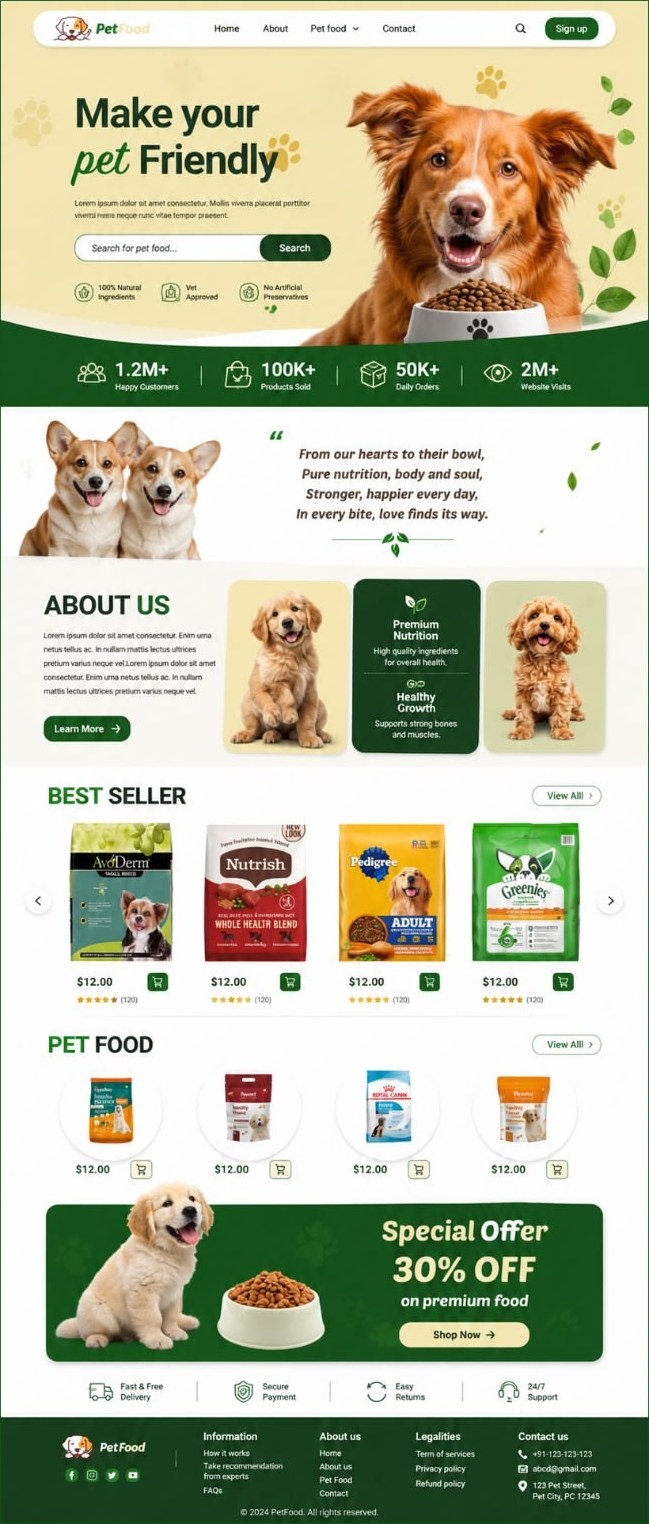 PetFood
Home
About
Pet food
Contact
Sign up
Make your
pet Friendly
Lorem ipsum dolor sit amet consectetur. Mollis viverra placerat porttitor
neque vitae tempor praesent.
Search for pet food...
Search
100% Natural
Ingredients
Vet
Approved
No Artificial
Preservatives
1.2M+
Happy Customers
100K+
Products Sold
50K+
Daily Orders
2M+
Website Visits
“
From our hearts to their bowl,
Pure nutrition, body and soul,
Stronger, happier every day,
In every bite, love finds its way.
ABOUT US
Lorem ipsum dolor sit amet consectetur. Enim urna
netus tellus ac. In nullam mattis lectus ultrices
pretium varius neque vel.Lorem ipsum dolor sit amet
consectetur. Enim urna netus tellus ac. In nullam
mattis lectus ultrices pretium varius neque vel.
Learn More →
Premium
Nutrition
High quality ingredients
for overall health.
Healthy
Growth
Supports strong bones
and muscles.
BEST SELLER
View Alll >
AvoDerm
SMALL BREED
NEW
LOOK
Nutrish
WHOLE HEALTH BLEND
Pedigree
ADULT
Greenies
$12.00
(120)
$12.00
(120)
$12.00
(120)
$12.00
(120)
PET FOOD
View Alll >
ROYAL CANIN
$12.00
$12.00
$12.00
$12.00
Special Offer
30% OFF
on premium food
Shop Now →
Fast & Free
Delivery
Secure
Payment
Easy
Returns
24/7
Support
PetFood
Information
How it works
Take recommendation
from experts
FAQs
About us
Home
About us
Pet Food
Contact
Legalities
Term of services
Privacy policy
Refund policy
Contact us
+91-123-123-123
abcd@gmail.com
123 Pet Street,
Pet City, PC 12345
© 2024 PetFood. All rights reserved.